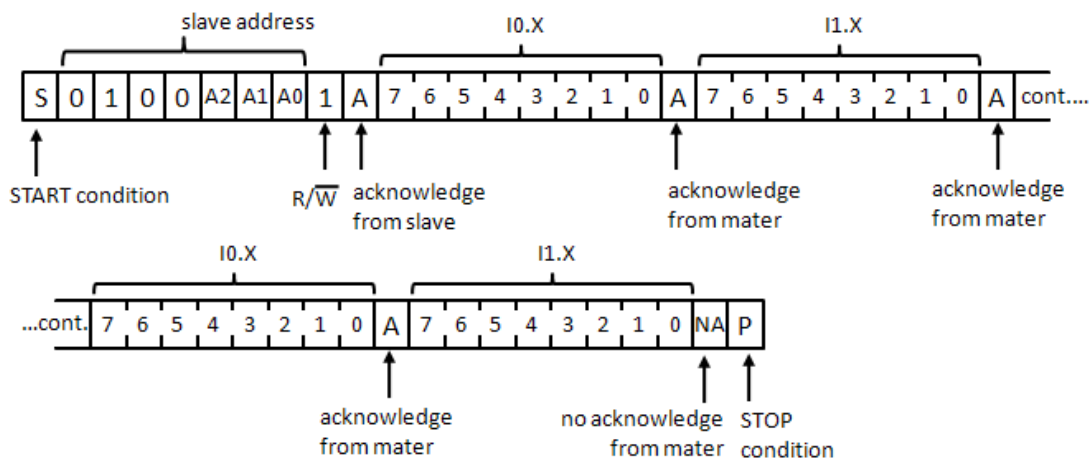 slave address I0.X I1.X
S 0 1 0 0 A2 A1 A0 1 A 7 6 5 4 3 2 1 0 A 7 6 5 4 3 2 1 0 A cont....
START condition R/W̅ acknowledge from slave acknowledge from mater acknowledge from mater
I0.X I1.X
...cont. 7 6 5 4 3 2 1 0 A 7 6 5 4 3 2 1 0 NA P
acknowledge from mater no acknowledge from mater STOP condition